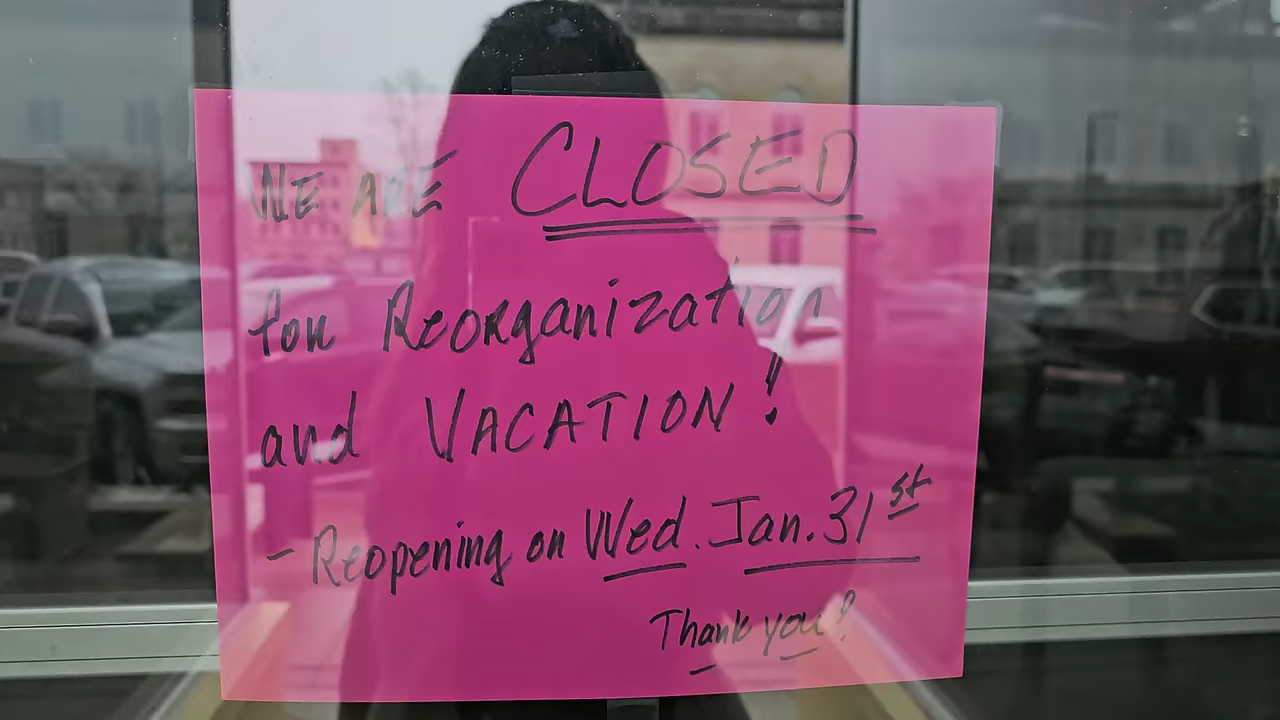 WE ARE CLOSED
for Reorganization
and VACATION!
- Reopening on Wed. Jan. 31st
Thank you!